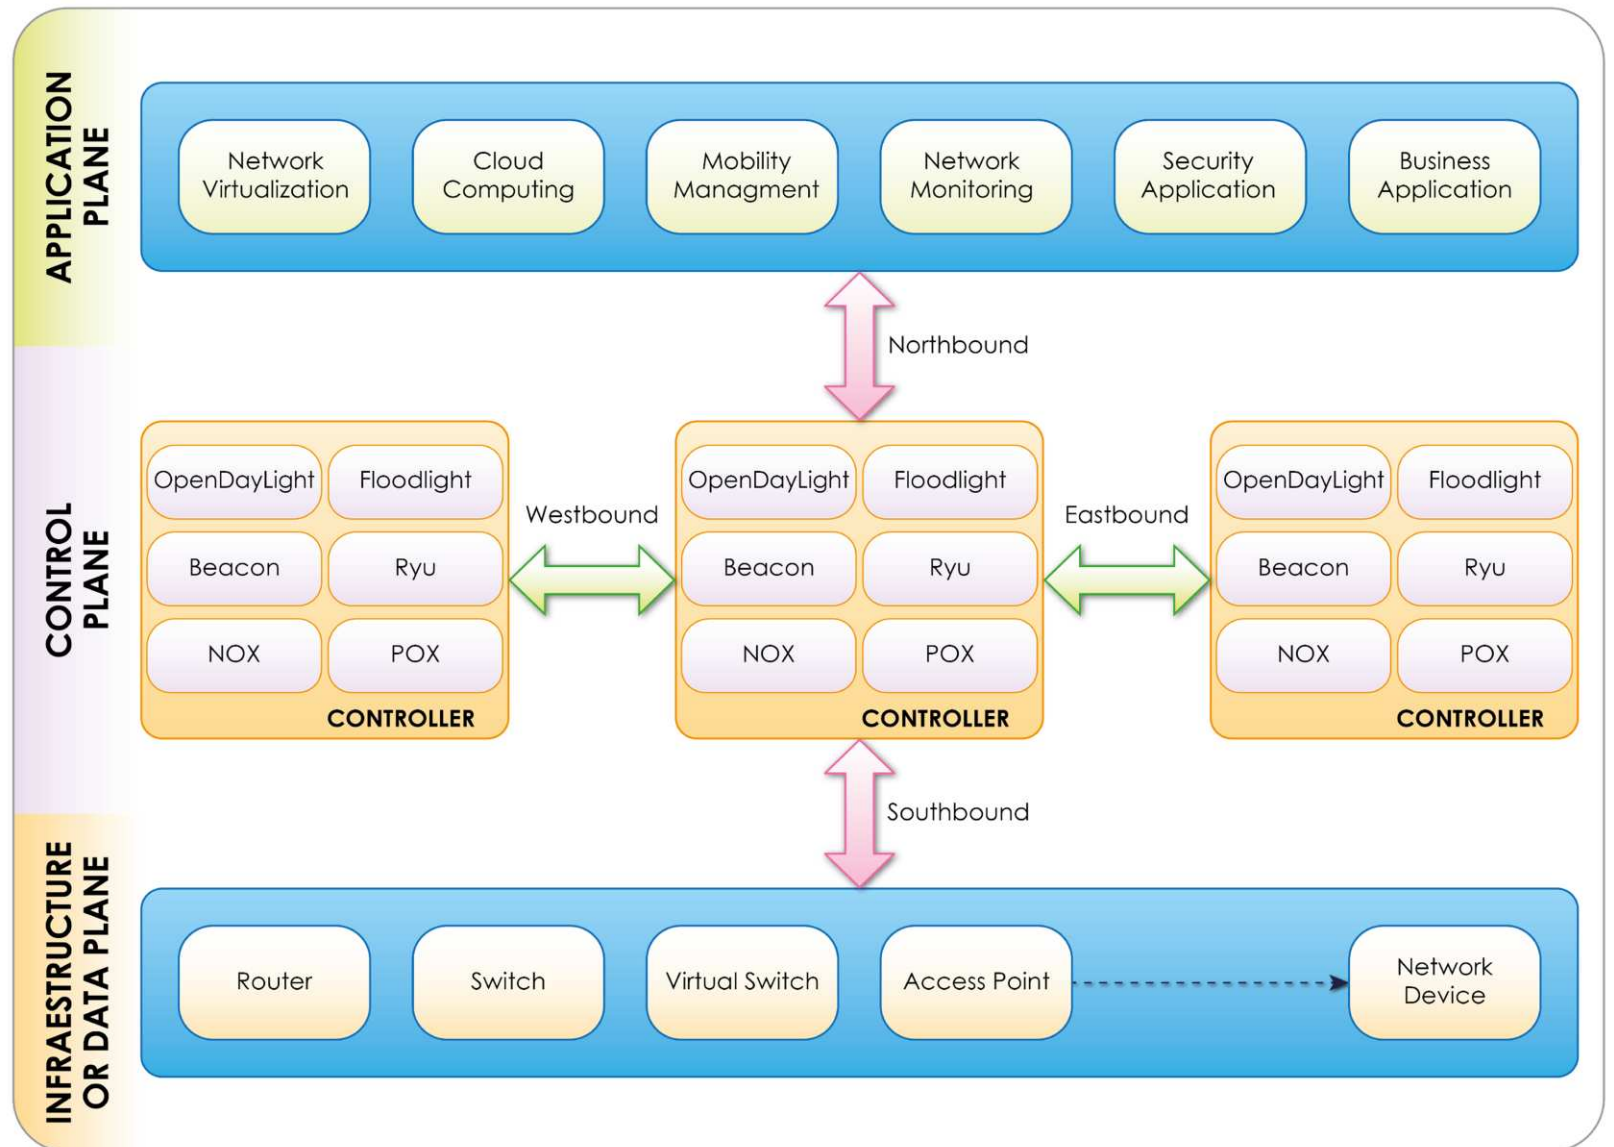 APPLICATION
PLANE
Network
Virtualization
Cloud
Computing
Mobility
Managment
Network
Monitoring
Security
Application
Business
Application
Northbound
CONTROL
PLANE
OpenDayLight
Floodlight
Beacon
Ryu
NOX
POX
CONTROLLER
Westbound
OpenDayLight
Floodlight
Beacon
Ryu
NOX
POX
CONTROLLER
Eastbound
OpenDayLight
Floodlight
Beacon
Ryu
NOX
POX
CONTROLLER
Southbound
INFRAESTRUCTURE
OR DATA PLANE
Router
Switch
Virtual Switch
Access Point
Network
Device